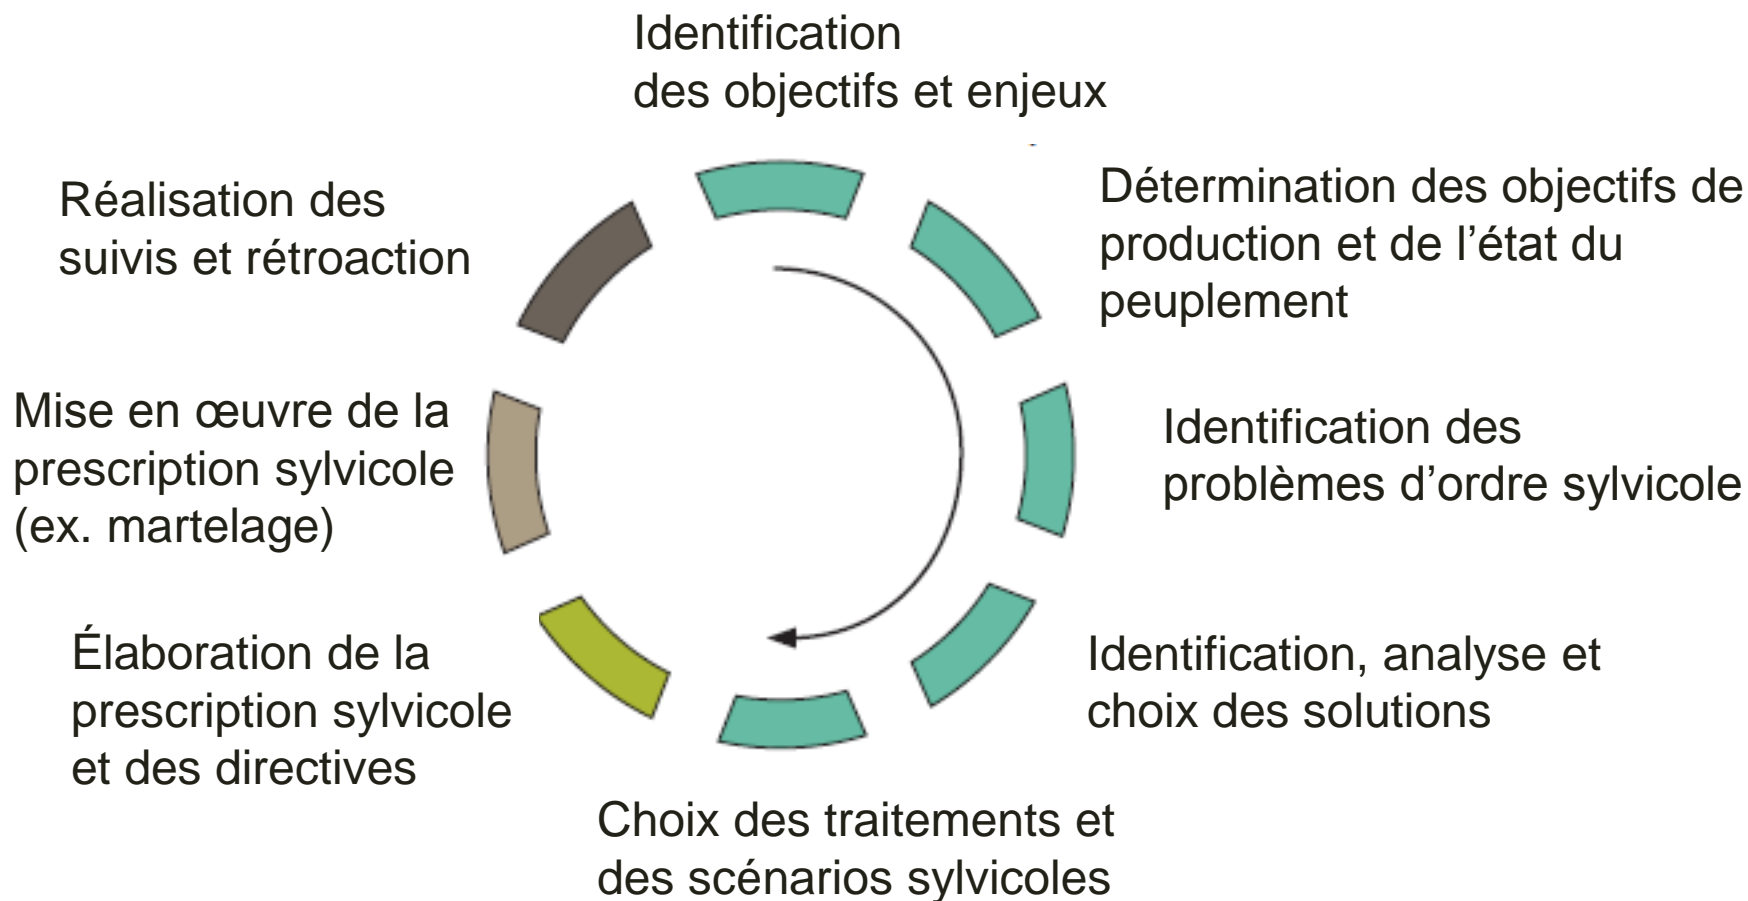 Identification
des objectifs et enjeux
Détermination des objectifs de
production et de l'état du
peuplement
Identification des
problèmes d'ordre sylvicole
Identification, analyse et
choix des solutions
Choix des traitements et
des scénarios sylvicoles
Élaboration de la
prescription sylvicole
et des directives
Mise en œuvre de la
prescription sylvicole
(ex. martelage)
Réalisation des
suivis et rétroaction